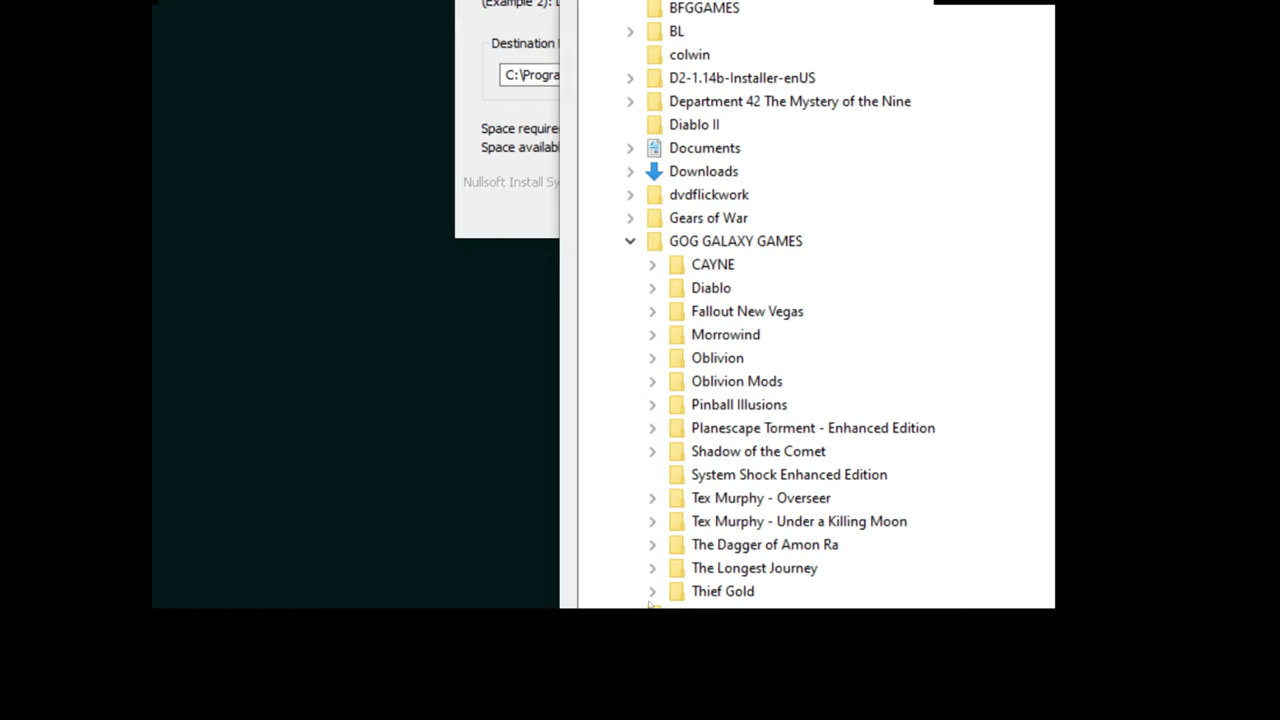 (Example 2):
Destination
C:\Progra
Space require
Space availab
Nullsoft Install Sy
BFGGAMES
BL
colwin
D2-1.14b-Installer-enUS
Department 42 The Mystery of the Nine
Diablo II
Documents
Downloads
dvdflickwork
Gears of War
GOG GALAXY GAMES
CAYNE
Diablo
Fallout New Vegas
Morrowind
Oblivion
Oblivion Mods
Pinball Illusions
Planescape Torment - Enhanced Edition
Shadow of the Comet
System Shock Enhanced Edition
Tex Murphy - Overseer
Tex Murphy - Under a Killing Moon
The Dagger of Amon Ra
The Longest Journey
Thief Gold